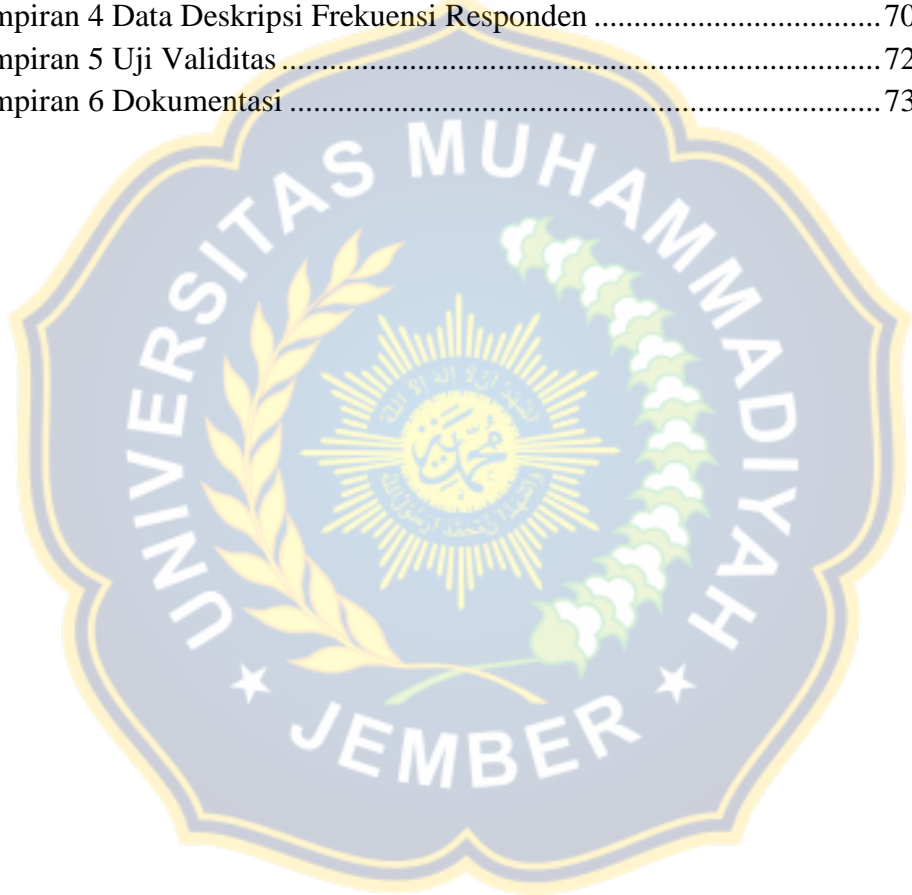 mpiran 4 Data Deskripsi Frekuensi Responden ................................ 70
mpiran 5 Uji Validitas ................................................................ 72
mpiran 6 Dokumentasi ............................................................... 73
UNIVERSITAS MUHAMMADIYAH
★ JEMBER ★
محمدية